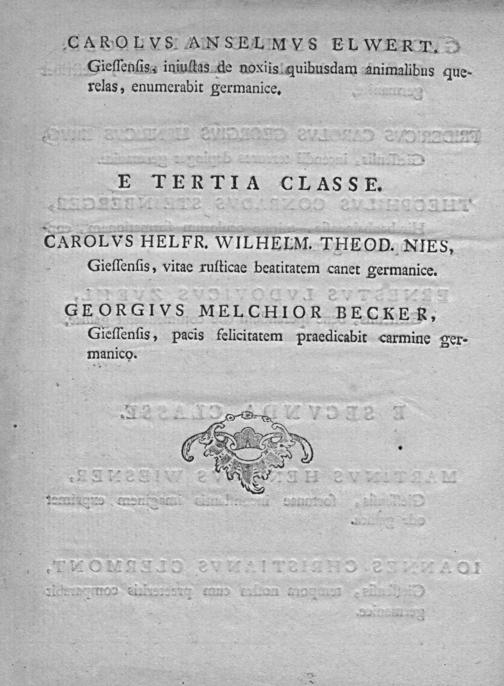 CAROLVS ANSELMVS ELWERT.
Gieſſenſis, iniuſtas de noxiis quibusdam animalibus que-
relas, enumerabit germanice.
E TERTIA CLASSE.
CAROLVS HELFR. WILHELM. THEOD. NIES,
Gieſſenſis, vitae ruſticae beatitatem canet germanice.
GEORGIVS MELCHIOR BECKER,
Gieſſenſis, pacis felicitatem praedicabit carmine ger-
manico.